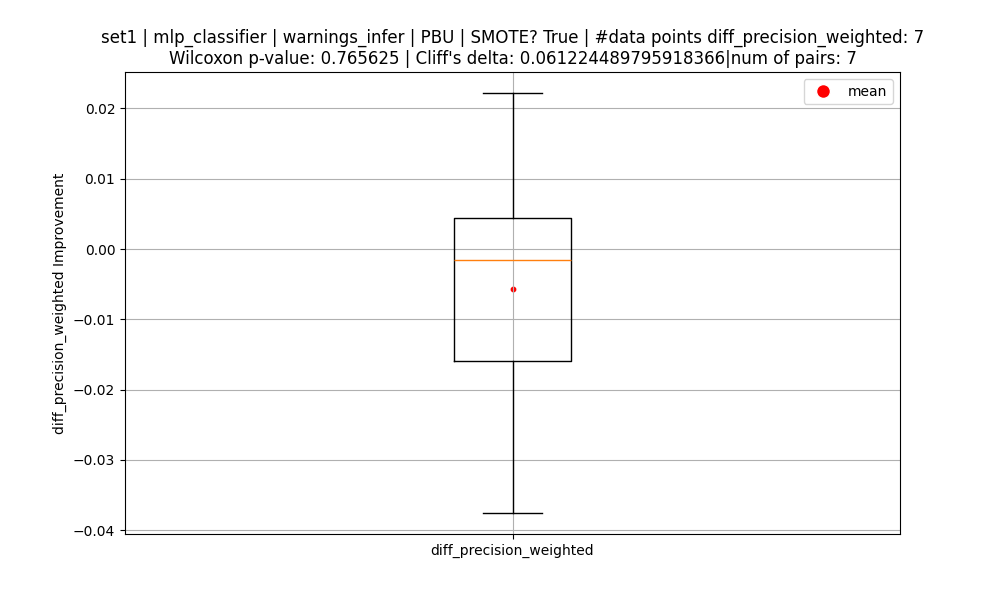 set1 | mlp_classifier | warnings_infer | PBU | SMOTE? True | #data points diff_precision_weighted: 7
Wilcoxon p-value: 0.765625 | Cliff's delta: 0.061224489795918366|num of pairs: 7
mean
0.02
0.01
0.00
−0.01
−0.02
−0.03
−0.04
diff_precision_weighted Improvement
diff_precision_weighted